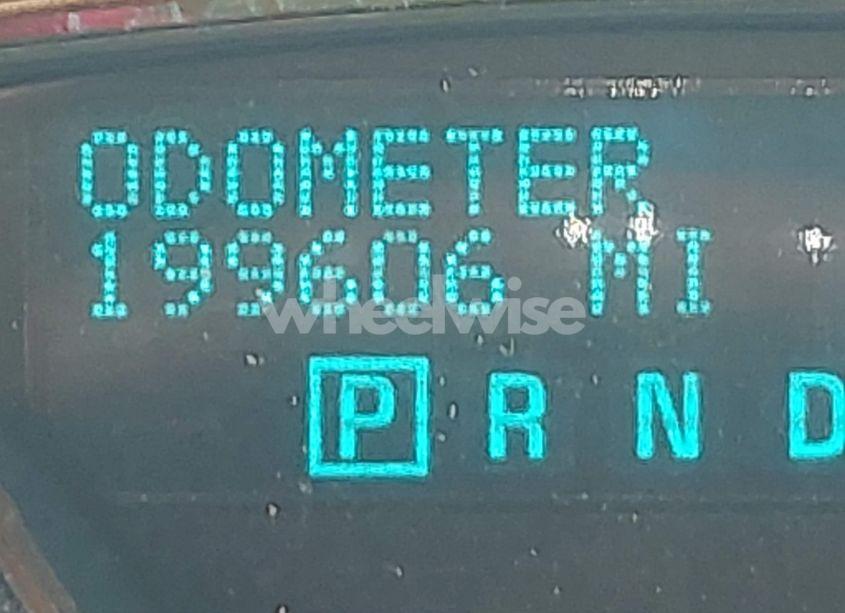 ODOMETER
199606 MI
wheelwise
P R N D